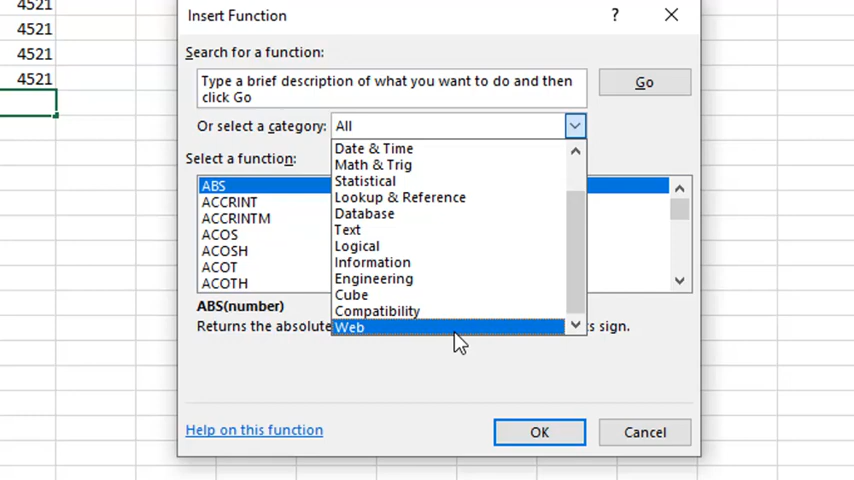 4521
4521
4521
4521
Insert Function
?
Search for a function:
Type a brief description of what you want to do and then
click Go
Go
Or select a category:
All
Date & Time
Math & Trig
Statistical
Lookup & Reference
Database
Text
Logical
Information
Engineering
Cube
Compatibility
Web
Select a function:
ABS
ACCRINT
ACCRINTM
ACOS
ACOSH
ACOT
ACOTH
ABS(number)
Returns the absolute
ts sign.
Help on this function
OK
Cancel